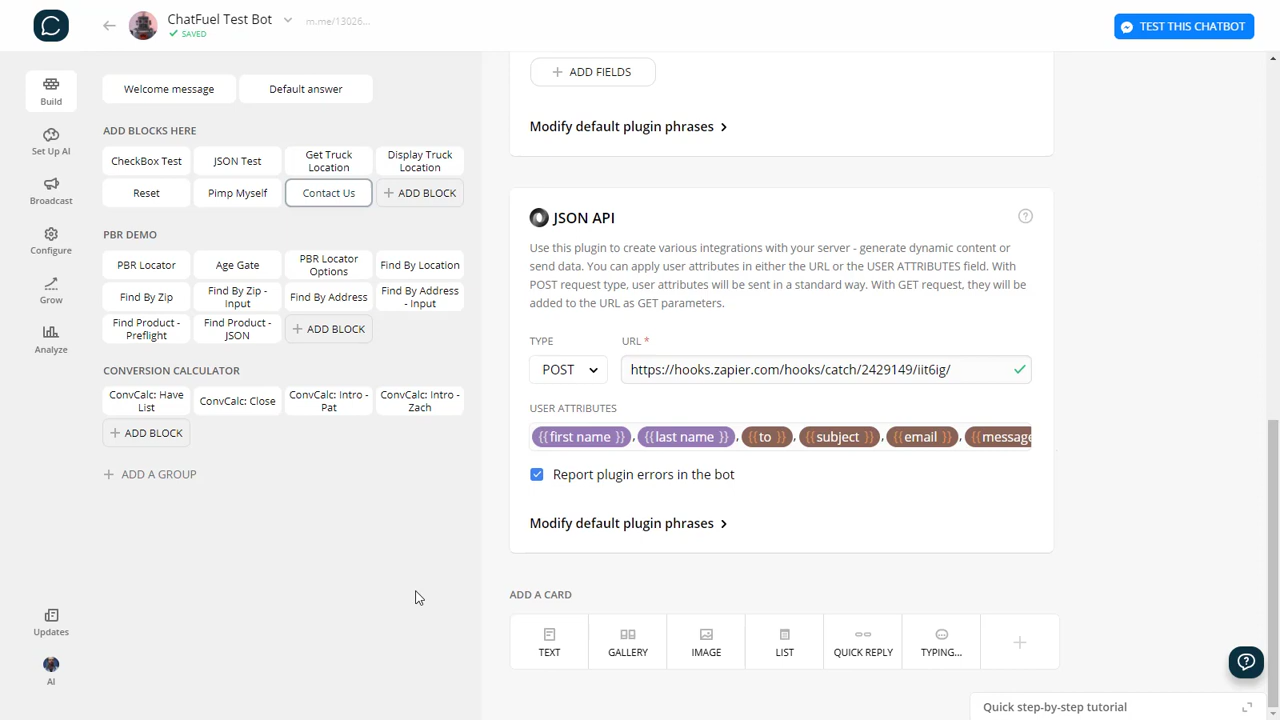 ChatFuel Test Bot
m.me/13026...
SAVED
TEST THIS CHATBOT
Build
Set Up AI
Broadcast
Configure
Grow
Analyze
Updates
AI
Welcome message
Default answer
ADD BLOCKS HERE
CheckBox Test
JSON Test
Get Truck
Location
Display Truck
Location
Reset
Pimp Myself
Contact Us
ADD BLOCK
PBR DEMO
PBR Locator
Age Gate
PBR Locator
Options
Find By Location
Find By Zip
Find By Zip -
Input
Find By Address
Find By Address
- Input
Find Product -
Preflight
Find Product -
JSON
ADD BLOCK
CONVERSION CALCULATOR
ConvCalc: Have
List
ConvCalc: Close
ConvCalc: Intro -
Pat
ConvCalc: Intro -
Zach
ADD BLOCK
ADD A GROUP
ADD FIELDS
Modify default plugin phrases
JSON API
Use this plugin to create various integrations with your server - generate dynamic content or
send data. You can apply user attributes in either the URL or the USER ATTRIBUTES field. With
POST request type, user attributes will be sent in a standard way. With GET request, they will be
added to the URL as GET parameters.
TYPE
URL *
POST
https://hooks.zapier.com/hooks/catch/2429149/iit6ig/
USER ATTRIBUTES
{{first name }}, {{last name }}, {{to }}, {{subject }}, {{email }}, {{message
Report plugin errors in the bot
Modify default plugin phrases
ADD A CARD
TEXT
GALLERY
IMAGE
LIST
QUICK REPLY
TYPING...
Quick step-by-step tutorial